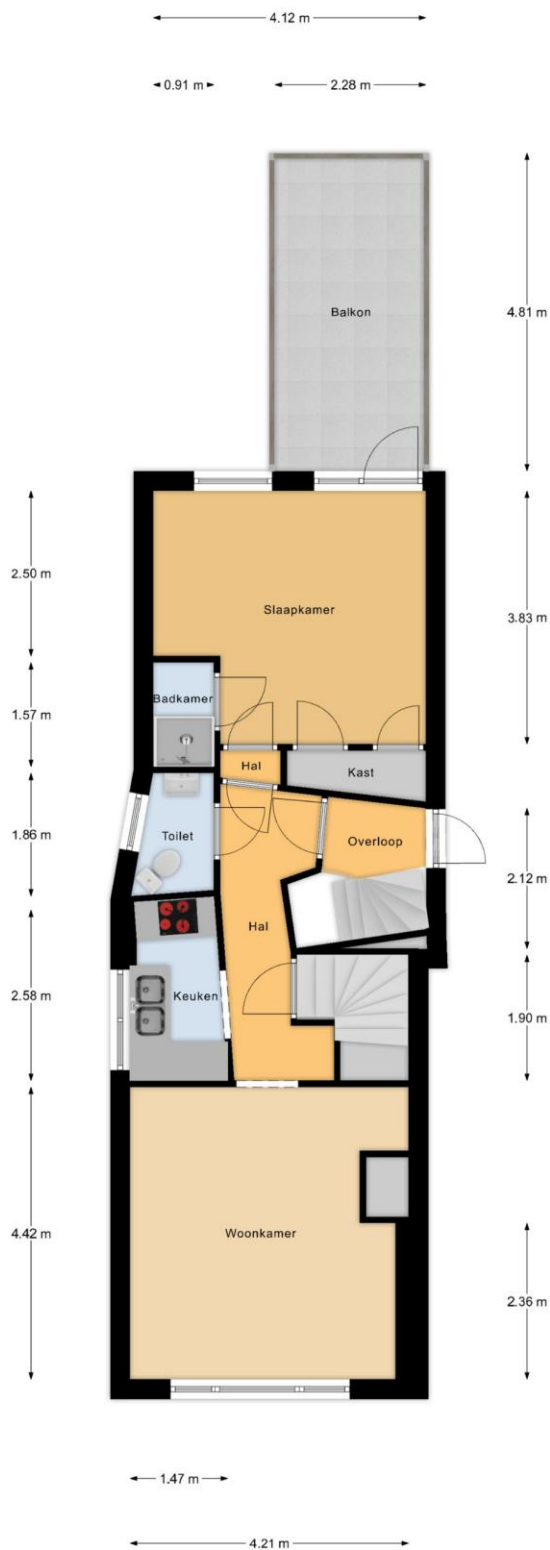 4.12 m
0.91 m
2.28 m
Balkon
4.81 m
2.50 m
Slaapkamer
3.83 m
1.57 m
Badkamer
Hal
Kast
1.86 m
Toilet
Overloop
2.12 m
Hal
2.58 m
Keuken
1.90 m
4.42 m
Woonkamer
2.36 m
1.47 m
4.21 m